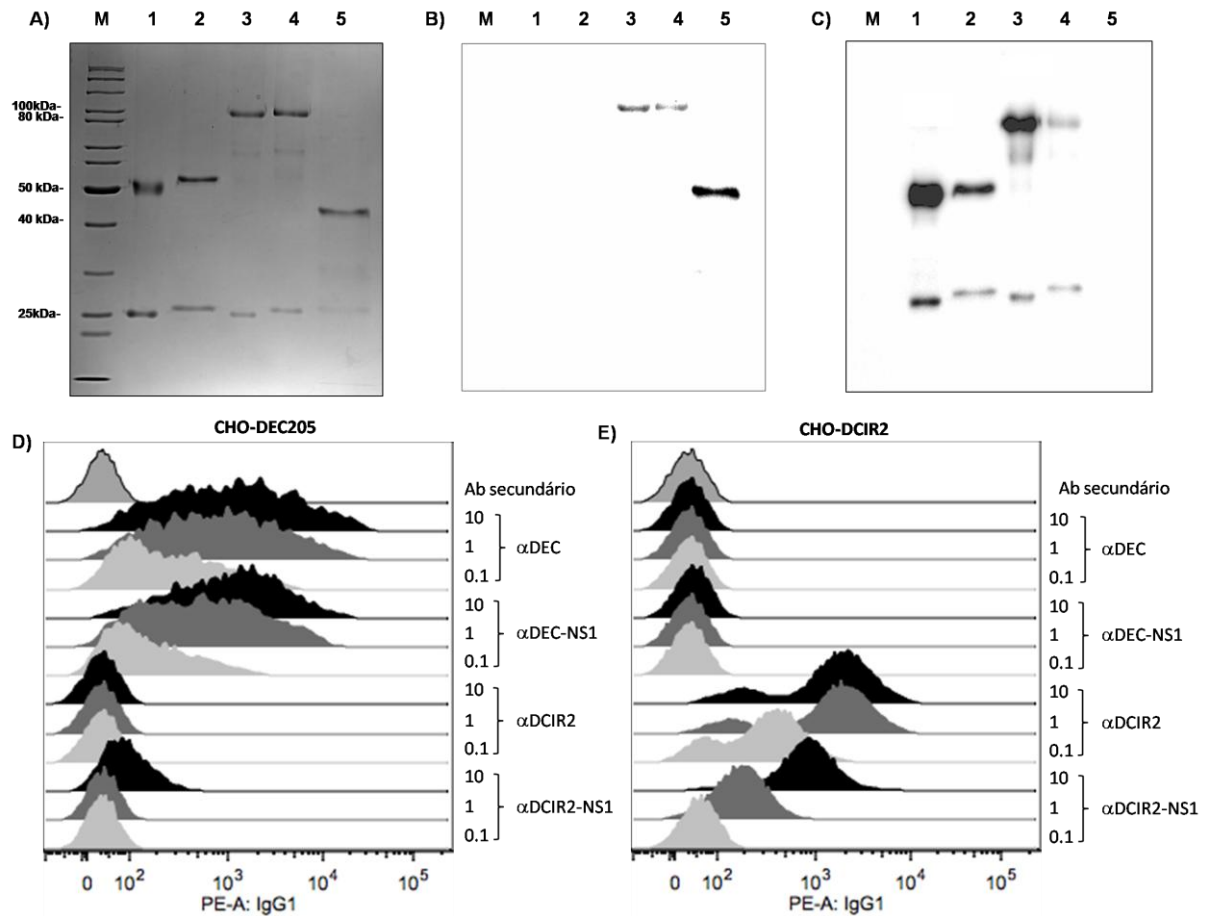 A) M 1 2 3 4 5
B) M 1 2 3 4 5
C) M 1 2 3 4 5
100kDa-
80 kDa-
50 kDa-
40 kDa-
25kDa-
D) CHO-DEC205
Ab secundário
10
1 αDEC
0.1
10
1 αDEC-NS1
0.1
10
1 αDCIR2
0.1
10
1 αDCIR2-NS1
0.1
0 10² 10³ 10⁴ 10⁵
PE-A: IgG1
E) CHO-DCIR2
Ab secundário
10
1 αDEC
0.1
10
1 αDEC-NS1
0.1
10
1 αDCIR2
0.1
10
1 αDCIR2-NS1
0.1
0 10² 10³ 10⁴ 10⁵
PE-A: IgG1